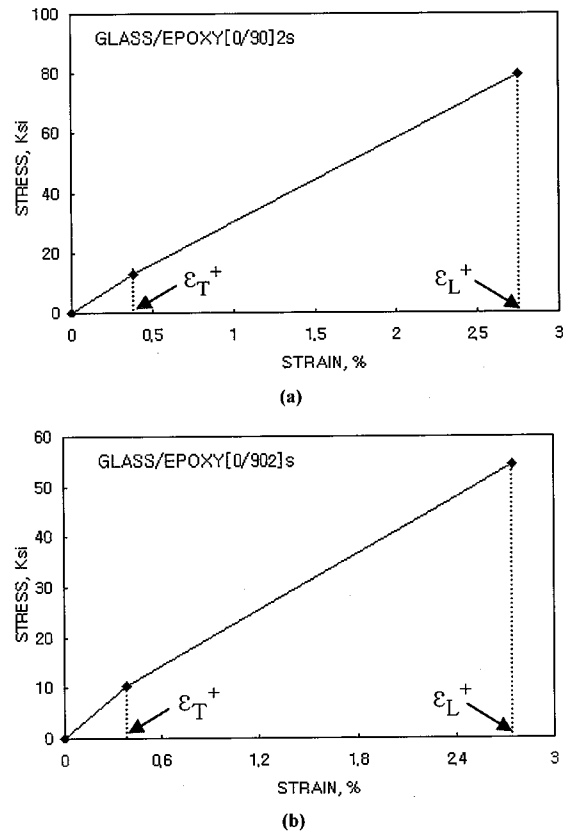 100
GLASS/EPOXY[0/90]2s
80
60
STRESS, Ksi
40
20
0
εT+
εL+
0 0,5 1 1,5 2 2,5 3
STRAIN, %
(a)
60
GLASS/EPOXY[0/902]s
50
40
STRESS, Ksi
30
20
10
0
εT+
εL+
0 0,6 1,2 1,8 2,4 3
STRAIN, %
(b)